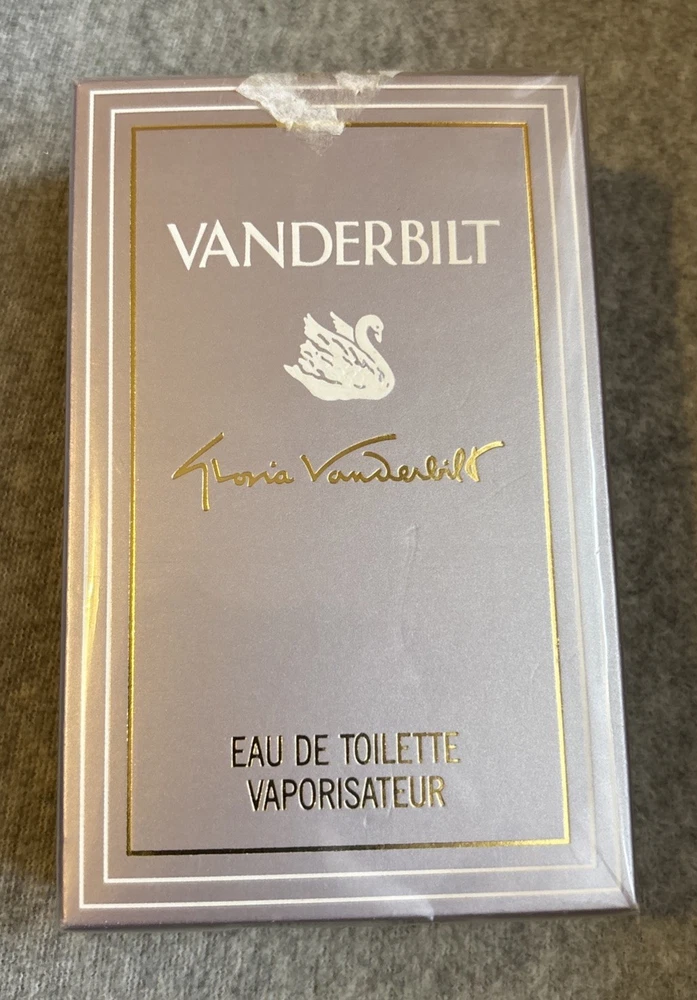 VANDERBILT
Gloria Vanderbilt
EAU DE TOILETTE
VAPORISATEUR